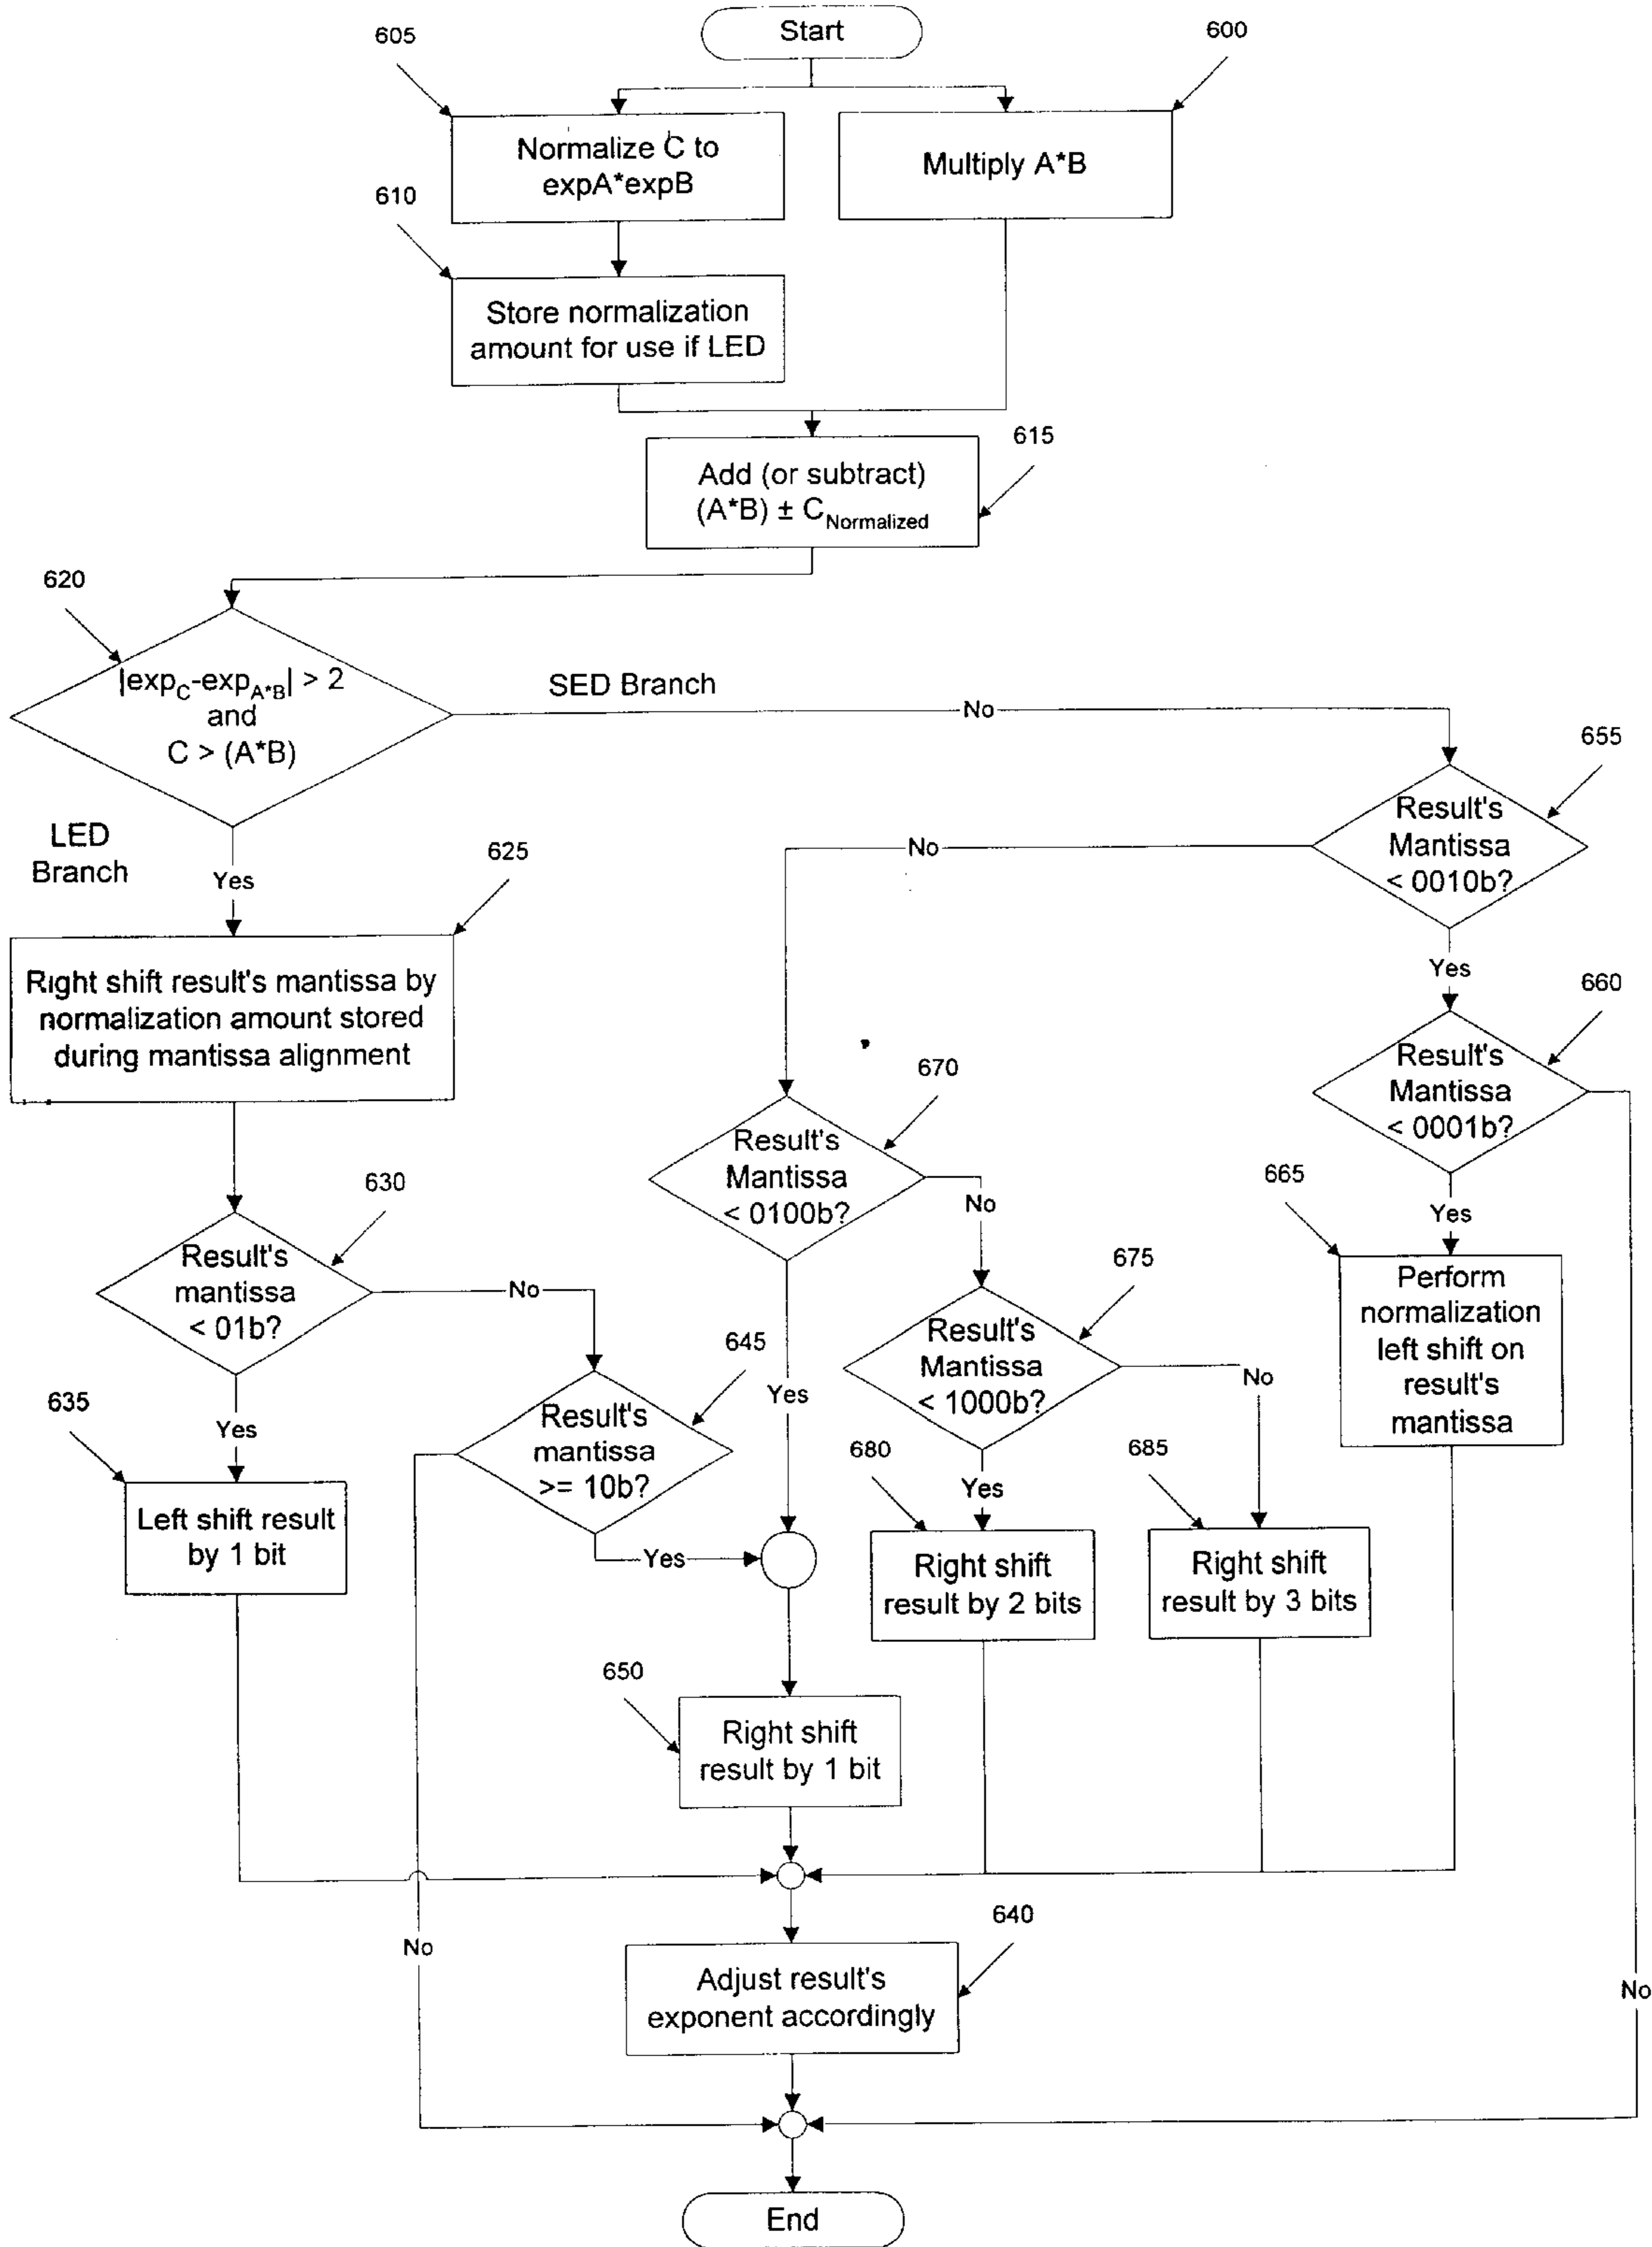 Start
605
600
Normalize C to
expA*expB
Multiply A*B
610
Store normalization
amount for use if LED
615
Add (or subtract)
(A*B) ± CNormalized
620
|expC-expA*B| > 2
and
C > (A*B)
SED Branch
No
655
Result's
Mantissa
< 0010b?
No
LED
Branch
Yes
625
Right shift result's mantissa by
normalization amount stored
during mantissa alignment
Yes
660
Result's
Mantissa
< 0001b?
670
Result's
Mantissa
< 0100b?
No
665
Yes
630
Result's
mantissa
< 01b?
No
675
Result's
Mantissa
< 1000b?
No
Perform
normalization
left shift on
result's
mantissa
645
Result's
mantissa
>= 10b?
Yes
635
Yes
Left shift result
by 1 bit
680
Yes
685
Yes
Right shift
result by 2 bits
Right shift
result by 3 bits
650
Right shift
result by 1 bit
640
No
Adjust result's
exponent accordingly
No
End